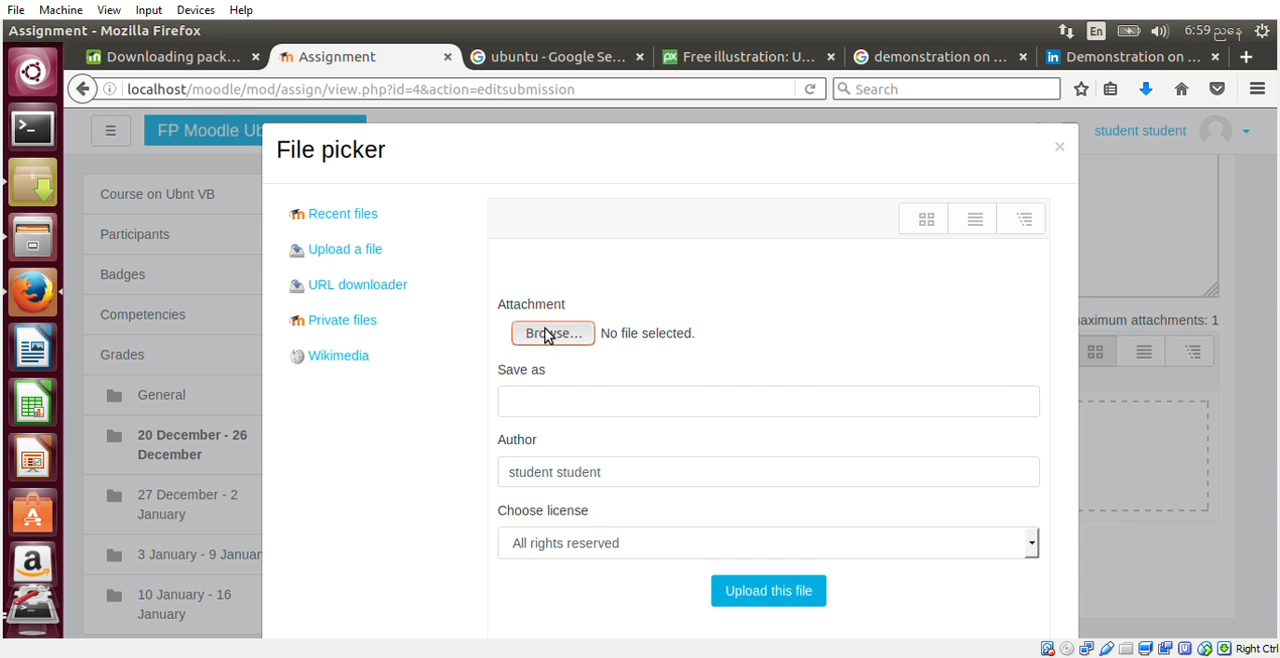 File Machine View Input Devices Help
Assignment - Mozilla Firefox
En 6:59 ညနေ
Downloading pack... × Assignment × ubuntu - Google Se... × Free illustration: U... × demonstration on ... × Demonstration on ... ×
localhost/moodle/mod/assign/view.php?id=4&action=editsubmission Search
FP Moodle Ub
student student
File picker ×
Course on Ubnt VB
Participants
Badges
Competencies
Grades
General
20 December - 26
December
27 December - 2
January
3 January - 9 Januar
10 January - 16
January
Recent files
Upload a file
URL downloader
Private files
Wikimedia
Attachment
Browse... No file selected.
Save as
Author
student student
Choose license
All rights reserved
Upload this file
aximum attachments: 1
Right Ctrl